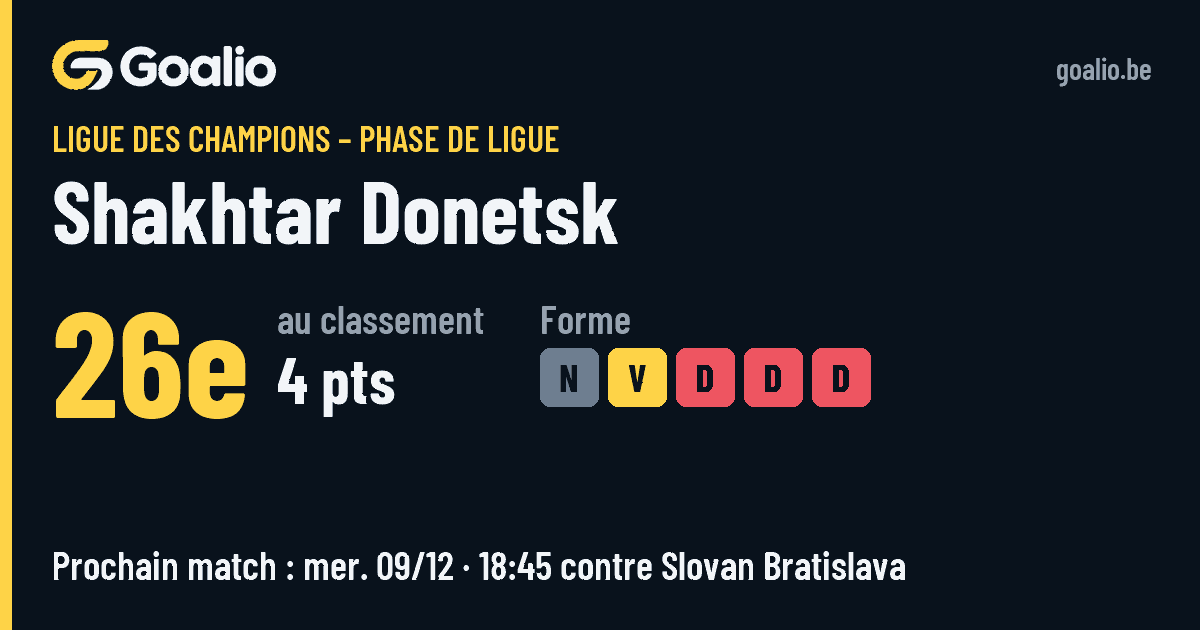 Goalio
goalio.be
LIGUE DES CHAMPIONS – PHASE DE LIGUE
Shakhtar Donetsk
26e
au classement
4 pts
Forme
N V D D D
Prochain match : mer. 09/12 · 18:45 contre Slovan Bratislava